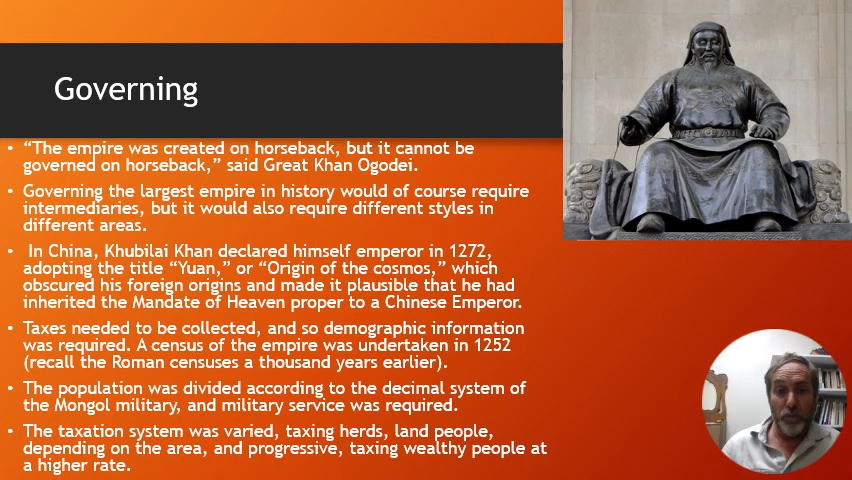 Governing
• “The empire was created on horseback, but it cannot be
governed on horseback,” said Great Khan Ogodei.
• Governing the largest empire in history would of course require
intermediaries, but it would also require different styles in
different areas.
• In China, Khubilai Khan declared himself emperor in 1272,
adopting the title “Yuan,” or “Origin of the cosmos,” which
obscured his foreign origins and made it plausible that he had
inherited the Mandate of Heaven proper to a Chinese Emperor.
• Taxes needed to be collected, and so demographic information
was required. A census of the empire was undertaken in 1252
(recall the Roman censuses a thousand years earlier).
• The population was divided according to the decimal system of
the Mongol military, and military service was required.
• The taxation system was varied, taxing herds, land people,
depending on the area, and progressive, taxing wealthy people at
a higher rate.